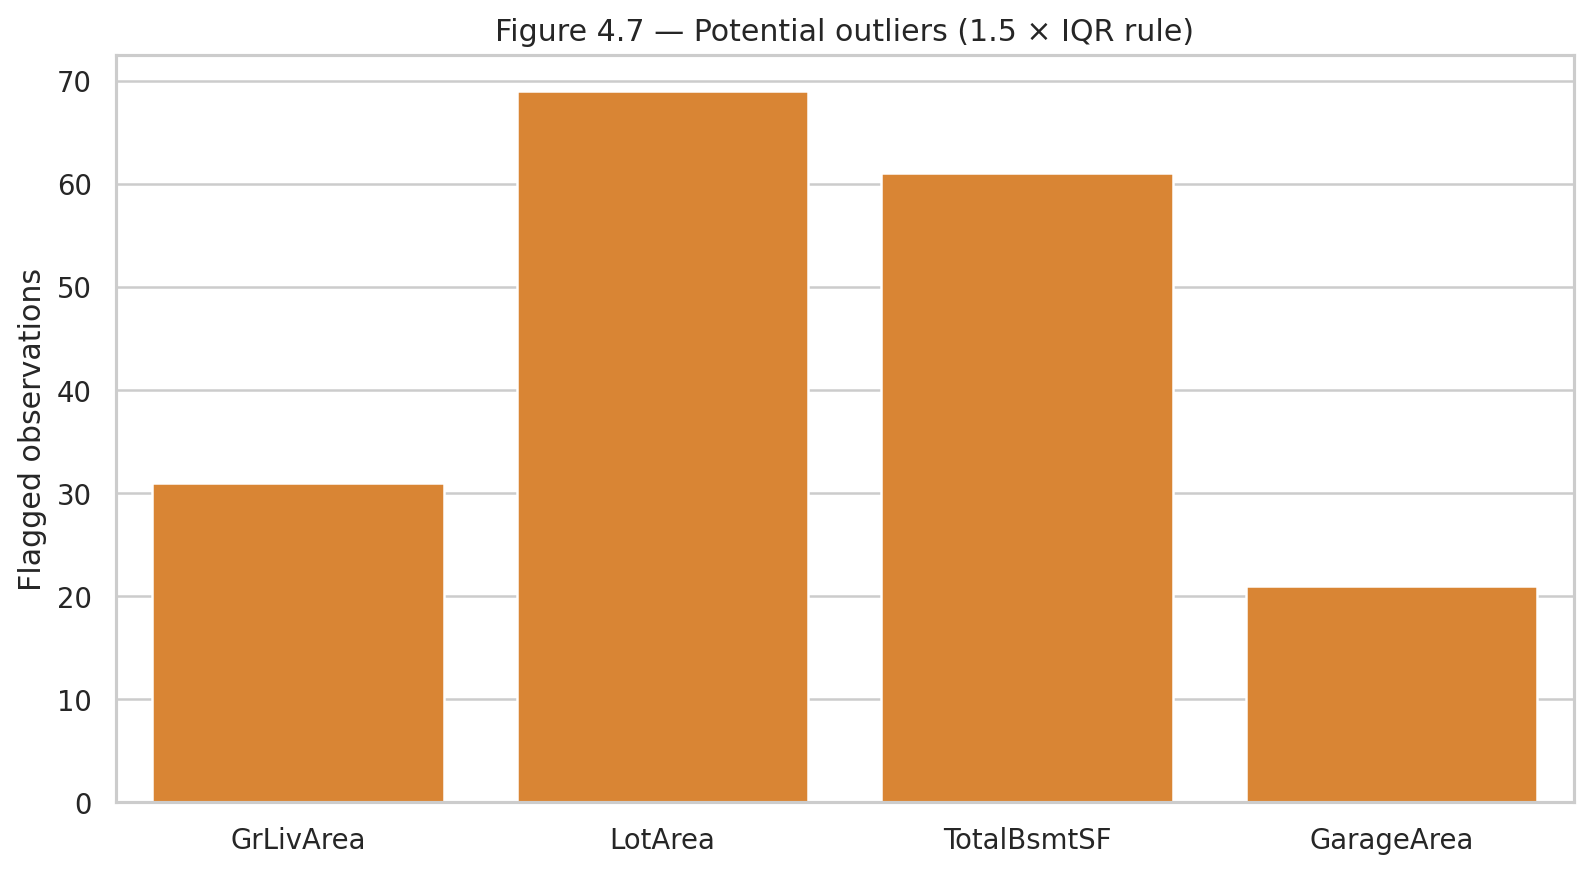 Figure 4.7 — Potential outliers (1.5 × IQR rule)
Flagged observations
70
60
50
40
30
20
10
0
GrLivArea
LotArea
TotalBsmtSF
GarageArea